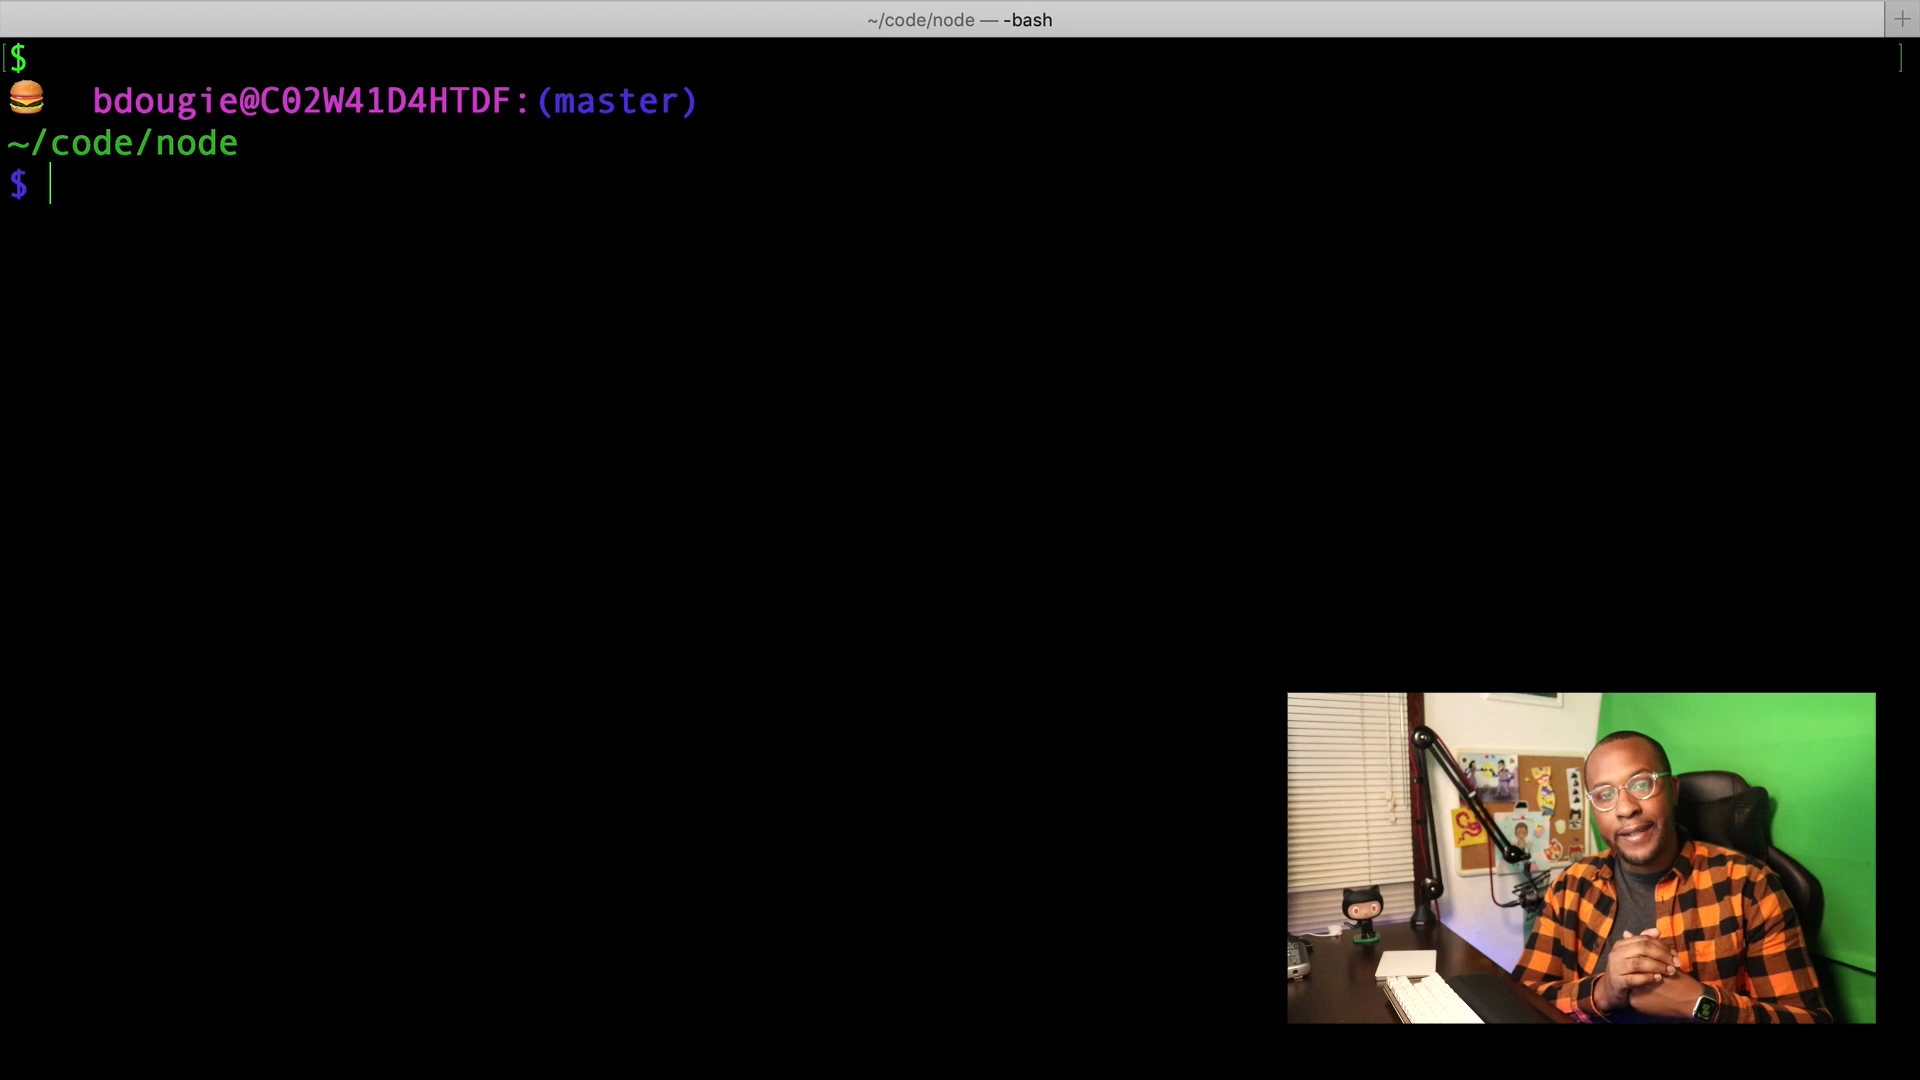 ~/code/node — -bash
[$ ]
🍔 bdougie@C02W41D4HTDF:(master)
~/code/node
$